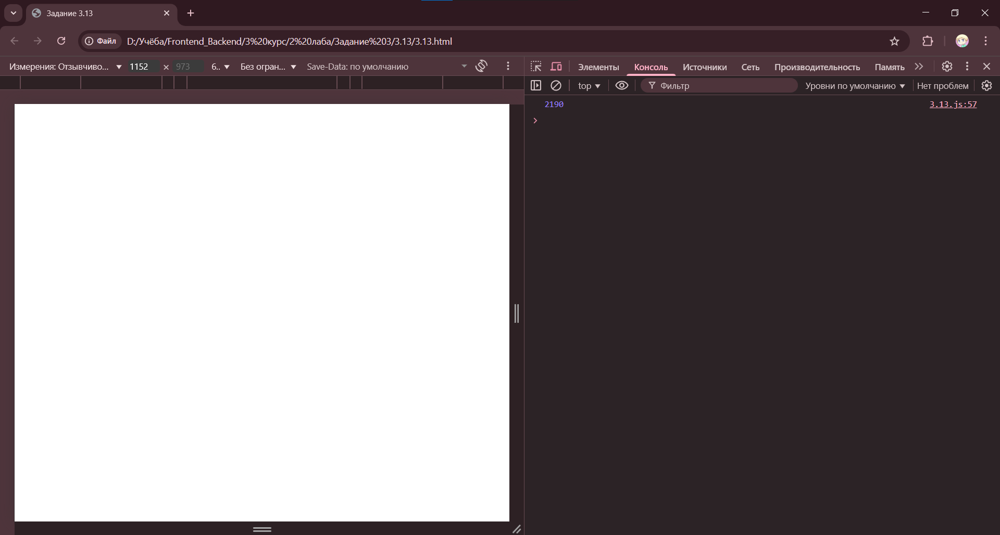 Задание 3.13
Файл D:/Учёба/Frontend_Backend/3%20курс/2%20лаба/Задание%203/3.13/3.13.html
Измерения: Отзывчиво... 1152 × 973 6.. Без огран... Save-Data: по умолчанию
Элементы Консоль Источники Сеть Производительность Память
top Фильтр Уровни по умолчанию Нет проблем
2190 3.13.js:57